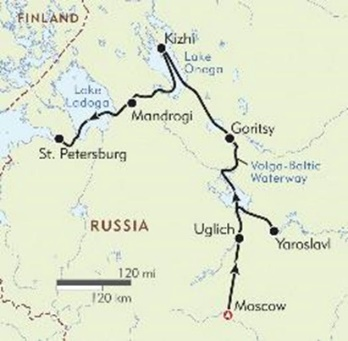 FINLAND
Kizhi
Lake
Onega
Lake
Ladoga
Mandrogi
Goritsy
St. Petersburg
Volga-Baltic
Waterway
RUSSIA
Uglich
Yaroslavl
120 mi
120 km
Moscow